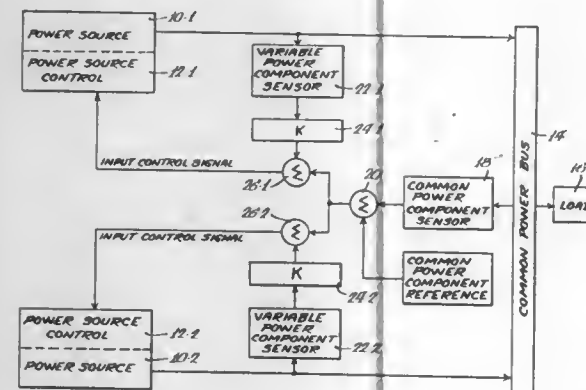 POWER SOURCE
10·1
POWER SOURCE
CONTROL
12·1
VARIABLE
POWER
COMPONENT
SENSOR
22·1
K
24·1
INPUT CONTROL SIGNAL
Σ
26·1
Σ
20
18
COMMON
POWER
COMPONENT
SENSOR
COMMON POWER BUS
14
16
LOAD
26·2
Σ
INPUT CONTROL SIGNAL
K
24·2
COMMON
POWER
COMPONENT
REFERENCE
POWER SOURCE
CONTROL
12·2
POWER SOURCE
10·2
VARIABLE
POWER
COMPONENT
SENSOR
22·2